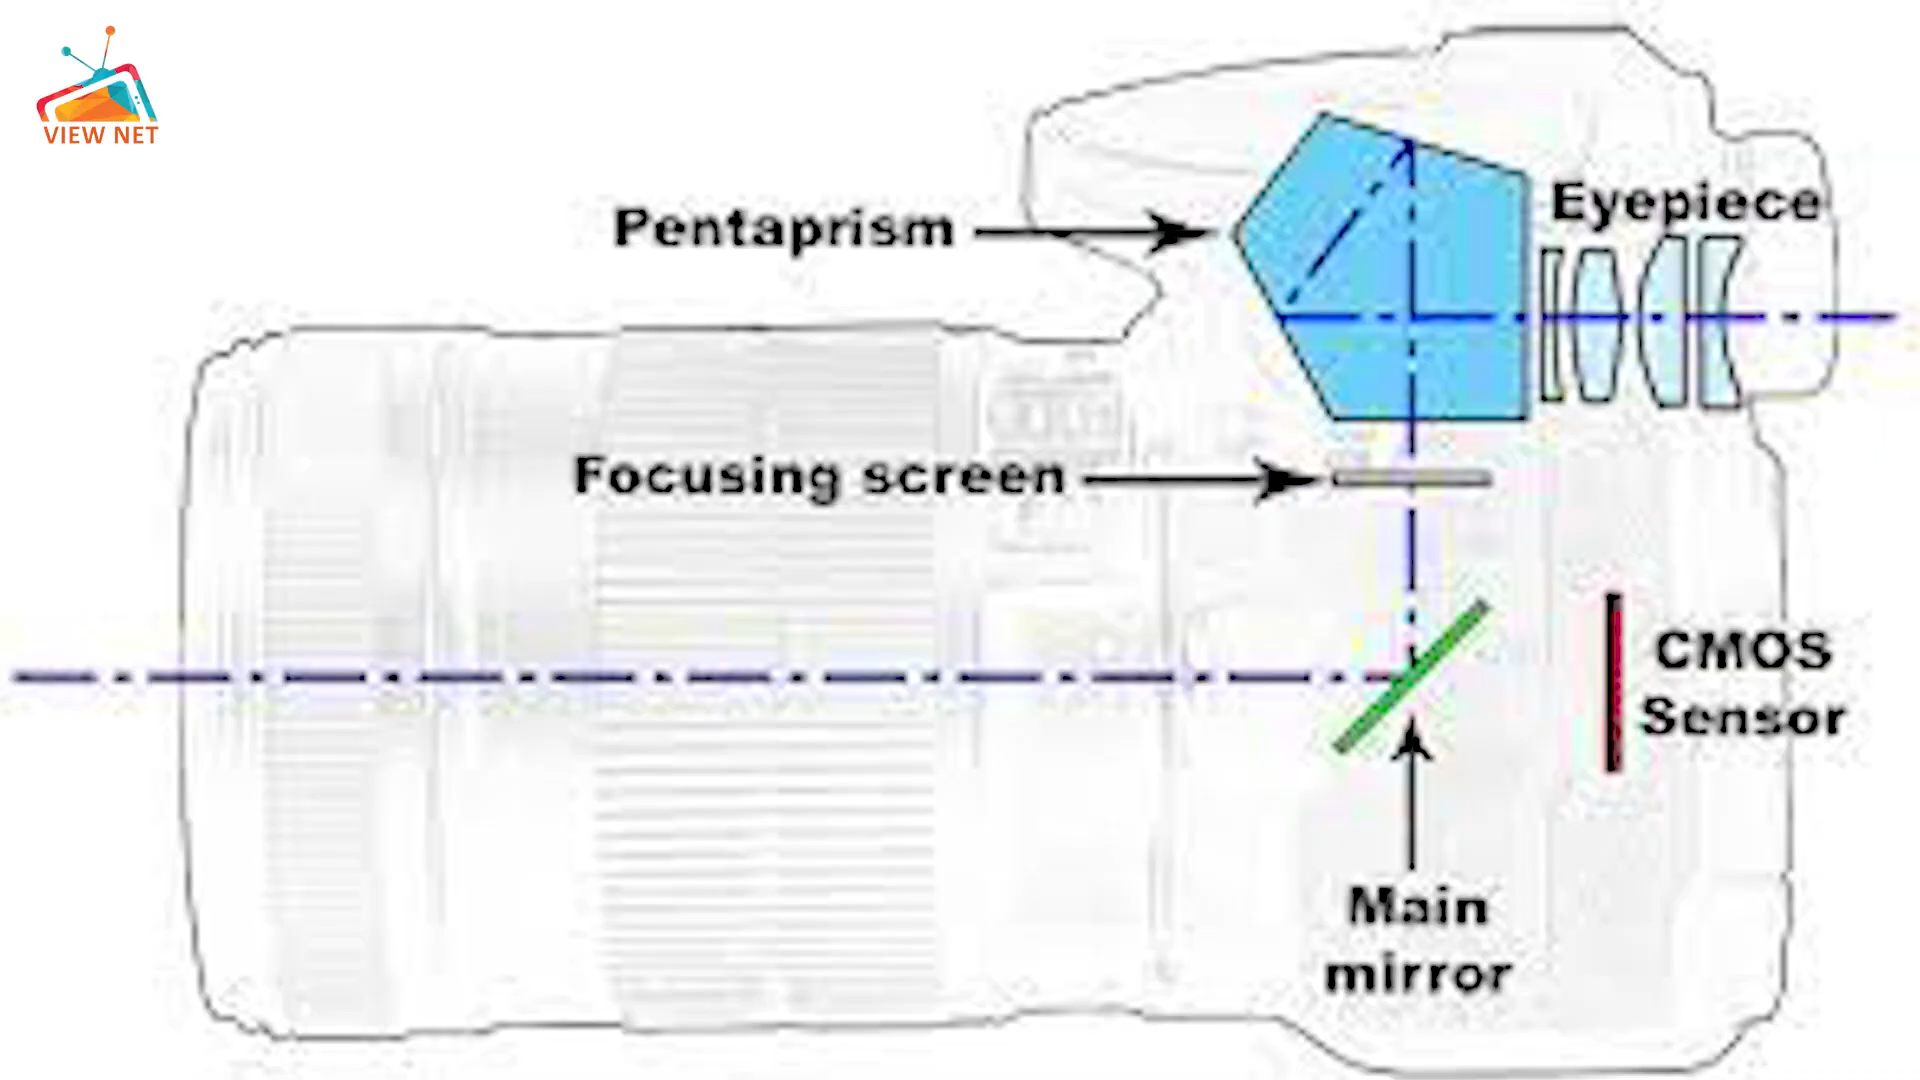 VIEW NET
Pentaprism
Eyepiece
Focusing screen
CMOS
Sensor
Main
mirror